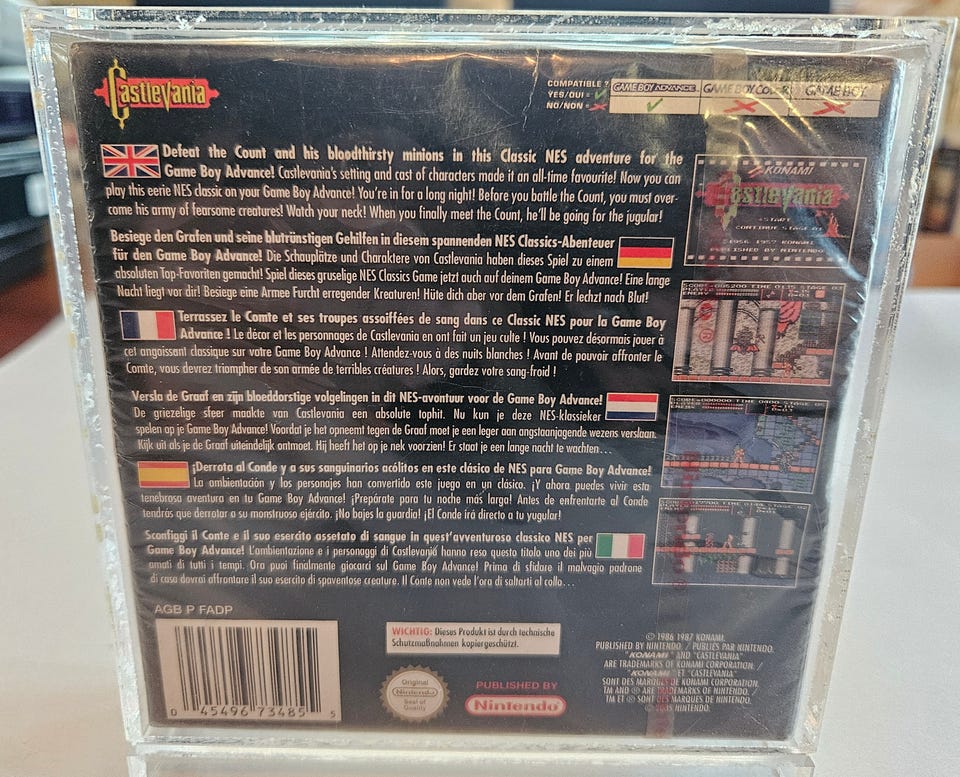 Castlevania
COMPATIBLE ?
YES/OUI =
NO/NON =
GAME BOY ADVANCE
GAME BOY COLOR
GAME BOY
Defeat the Count and his bloodthirsty minions in this Classic NES adventure for the
Game Boy Advance! Castlevania's setting and cast of characters made it an all-time favourite! Now you can
play this eerie NES classic on your Game Boy Advance! You're in for a long night! Before you battle the Count, you must over-
come his army of fearsome creatures! Watch your neck! When you finally meet the Count, he'll be going for the jugular!
Besiege den Grafen und seine blutrünstigen Gehilfen in diesem spannenden NES Classics-Abenteuer
für den Game Boy Advance! Die Schauplätze und Charaktere von Castlevania haben dieses Spiel zu einem
absoluten Top-Favoriten gemacht! Spiel dieses gruselige NES Classics Game jetzt auch auf deinem Game Boy Advance! Eine lange
Nacht liegt vor dir! Besiege eine Armee Furcht erregender Kreaturen! Hüte dich aber vor dem Grafen! Er lechzt nach Blut!
Terrassez le Comte et ses troupes assoiffées de sang dans ce Classic NES pour la Game Boy
Advance ! Le décor et les personnages de Castlevania en ont fait un jeu culte ! Vous pouvez désormais jouer à
cet angoissant classique sur votre Game Boy Advance ! Attendez-vous à des nuits blanches ! Avant de pouvoir affronter le
Comte, vous devrez triompher de son armée de terribles créatures ! Alors, gardez votre sang-froid !
Versla de Graaf en zijn bloeddorstige volgelingen in dit NES-avontuur voor de Game Boy Advance!
De griezelige sfeer maakte van Castlevania een absolute tophit. Nu kun je deze NES-klassieker
spelen op je Game Boy Advance! Voordat je het opneemt tegen de Graaf moet je een leger aan angstaanjagende wezens verslaan.
Kijk uit als je de Graaf uiteindelijk ontmoet. Hij heeft het op je nek voorzien! Er staat je een lange nacht te wachten...
¡Derrota al Conde y a sus sanguinarios acólitos en este clásico de NES para Game Boy Advance!
La ambientación y los personajes han convertido este juego en un clásico. ¡Y ahora puedes vivir esta
tenebrosa aventura en tu Game Boy Advance! ¡Prepárate para tu noche más larga! Antes de enfrentarte al Conde
tendrás que derrotar a su monstruoso ejército. ¡No bajes la guardia! ¡El Conde irá directo a tu yugular!
Sconfiggi il Conte e il suo esercito assetato di sangue in quest'avventuroso classico NES per
Game Boy Advance! L'ambientazione e i personaggi di Castlevania hanno reso questo titolo uno dei più
amati di tutti i tempi. Ora puoi finalmente giocarci sul Game Boy Advance! Prima di sfidare il malvagio padrone
di casa dovrai affrontare il suo esercito di spaventose creature. Il Conte non vede l'ora di saltarti al collo...
KONAMI
Castlevania
START
CONTINUE STAGE 01
PUBLISHED BY NINTENDO
AGB P FADP
0 45496 73485 5
WICHTIG: Dieses Produkt ist durch technische
Schutzmaßnahmen kopiergeschützt.
Original
Nintendo
Seal of
Quality
PUBLISHED BY
Nintendo
© 1986 1987 KONAMI.
PUBLISHED BY NINTENDO. / PUBLIÉS PAR NINTENDO.
"KONAMI" AND "CASTLEVANIA"
ARE TRADEMARKS OF KONAMI CORPORATION. /
"KONAMI" ET "CASTLEVANIA"
SONT DES MARQUES DE KONAMI CORPORATION.
TM AND ® ARE TRADEMARKS OF NINTENDO. /
TM ET ® SONT DES MARQUES DE NINTENDO.
NINTENDO.